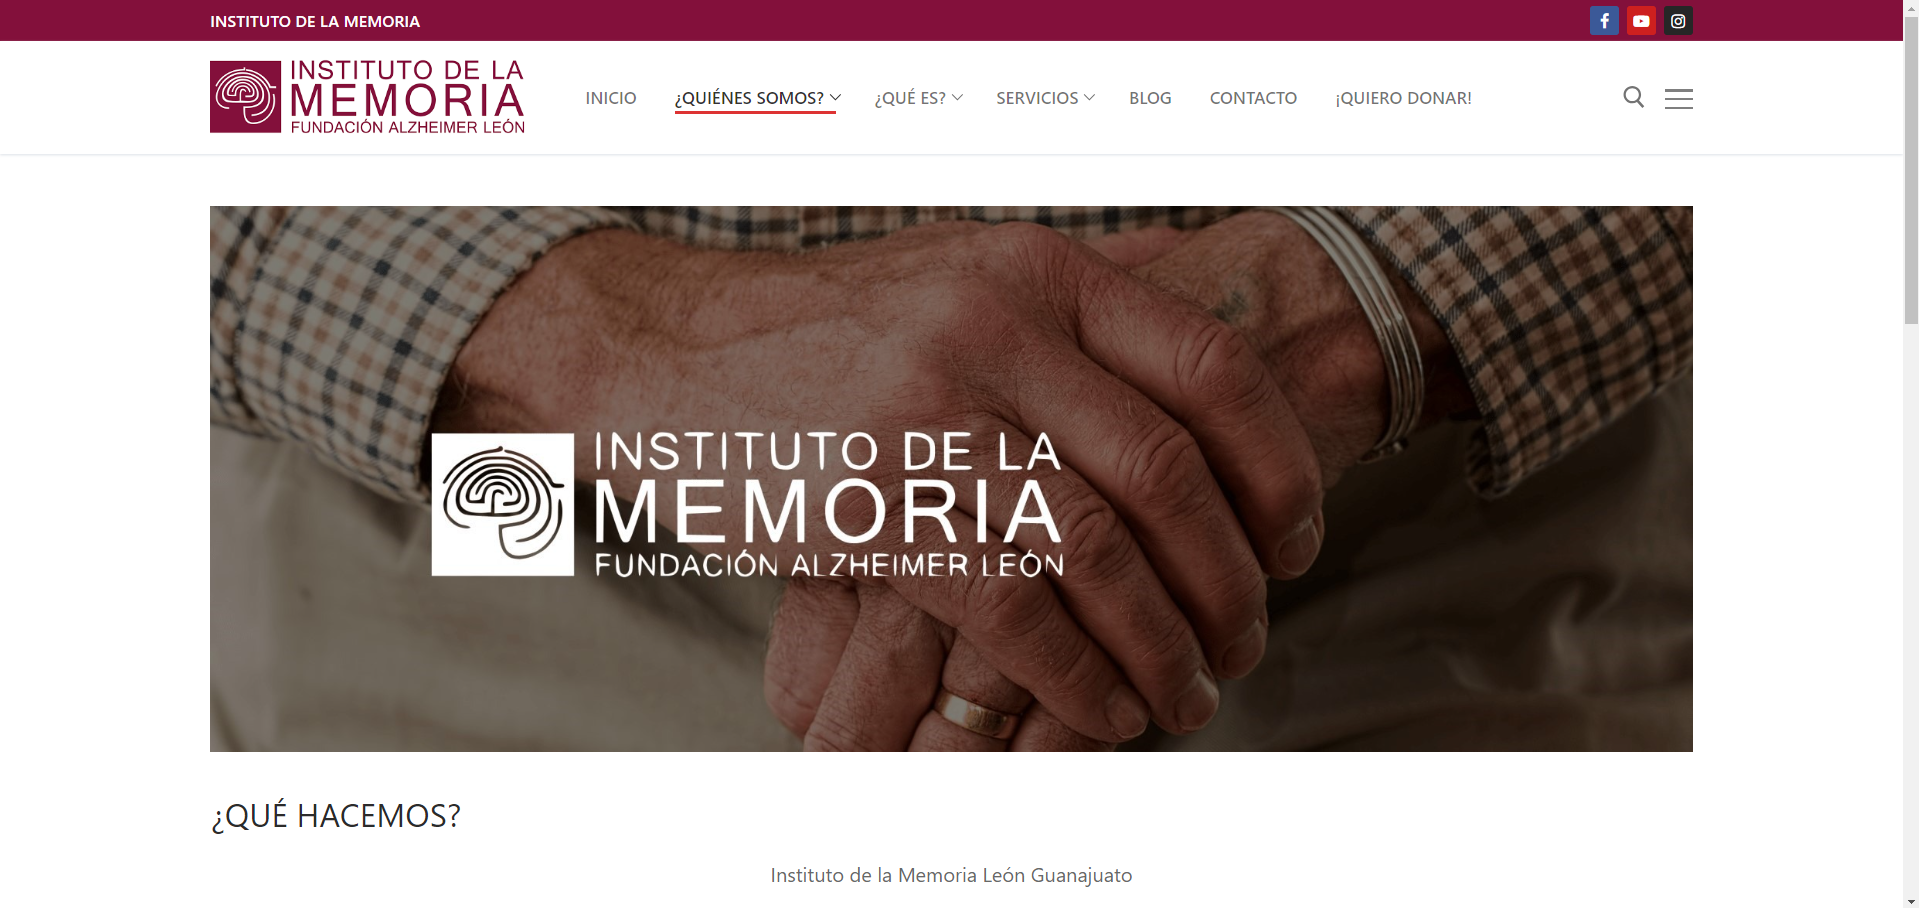 INSTITUTO DE LA MEMORIA
INSTITUTO DE LA
MEMORIA
FUNDACIÓN ALZHEIMER LEÓN
INICIO
¿QUIÉNES SOMOS?
¿QUÉ ES?
SERVICIOS
BLOG
CONTACTO
¡QUIERO DONAR!
INSTITUTO DE LA
MEMORIA
FUNDACIÓN ALZHEIMER LEÓN
¿QUÉ HACEMOS?
Instituto de la Memoria León Guanajuato